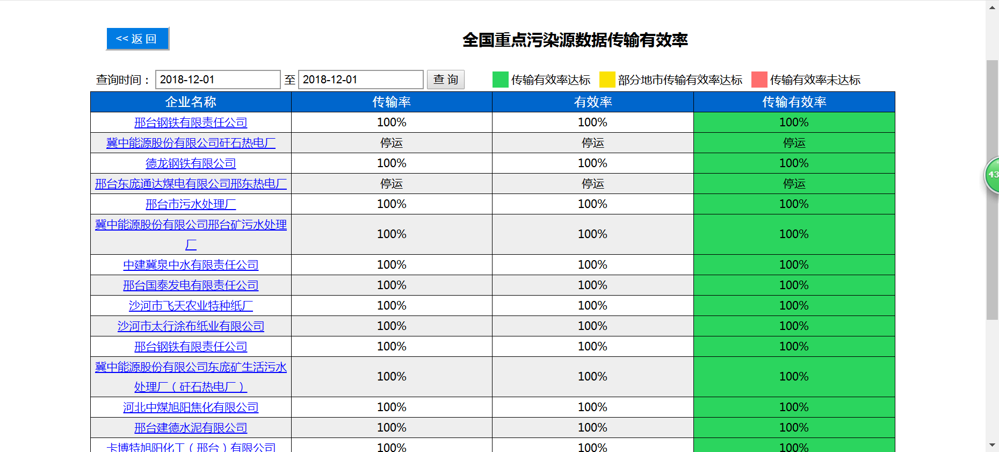 << 返 回
全国重点污染源数据传输有效率
查询时间： 2018-12-01 至 2018-12-01 查 询 传输有效率达标 部分地市传输有效率达标 传输有效率未达标
企业名称 传输率 有效率 传输有效率
邢台钢铁有限责任公司 100% 100% 100%
冀中能源股份有限公司矸石热电厂 停运 停运 停运
德龙钢铁有限公司 100% 100% 100%
邢台东庞通达煤电有限公司邢东热电厂 停运 停运 停运
邢台市污水处理厂 100% 100% 100%
冀中能源股份有限公司邢台矿污水处理
厂 100% 100% 100%
中建冀泉中水有限责任公司 100% 100% 100%
邢台国泰发电有限责任公司 100% 100% 100%
沙河市飞天农业特种纸厂 100% 100% 100%
沙河市太行涂布纸业有限公司 100% 100% 100%
邢台钢铁有限责任公司 100% 100% 100%
冀中能源股份有限公司东庞矿生活污水
处理厂（矸石热电厂） 100% 100% 100%
河北中煤旭阳焦化有限公司 100% 100% 100%
邢台建德水泥有限公司 100% 100% 100%
卡博特旭阳化工（邢台）有限公司 100% 100% 100%
43